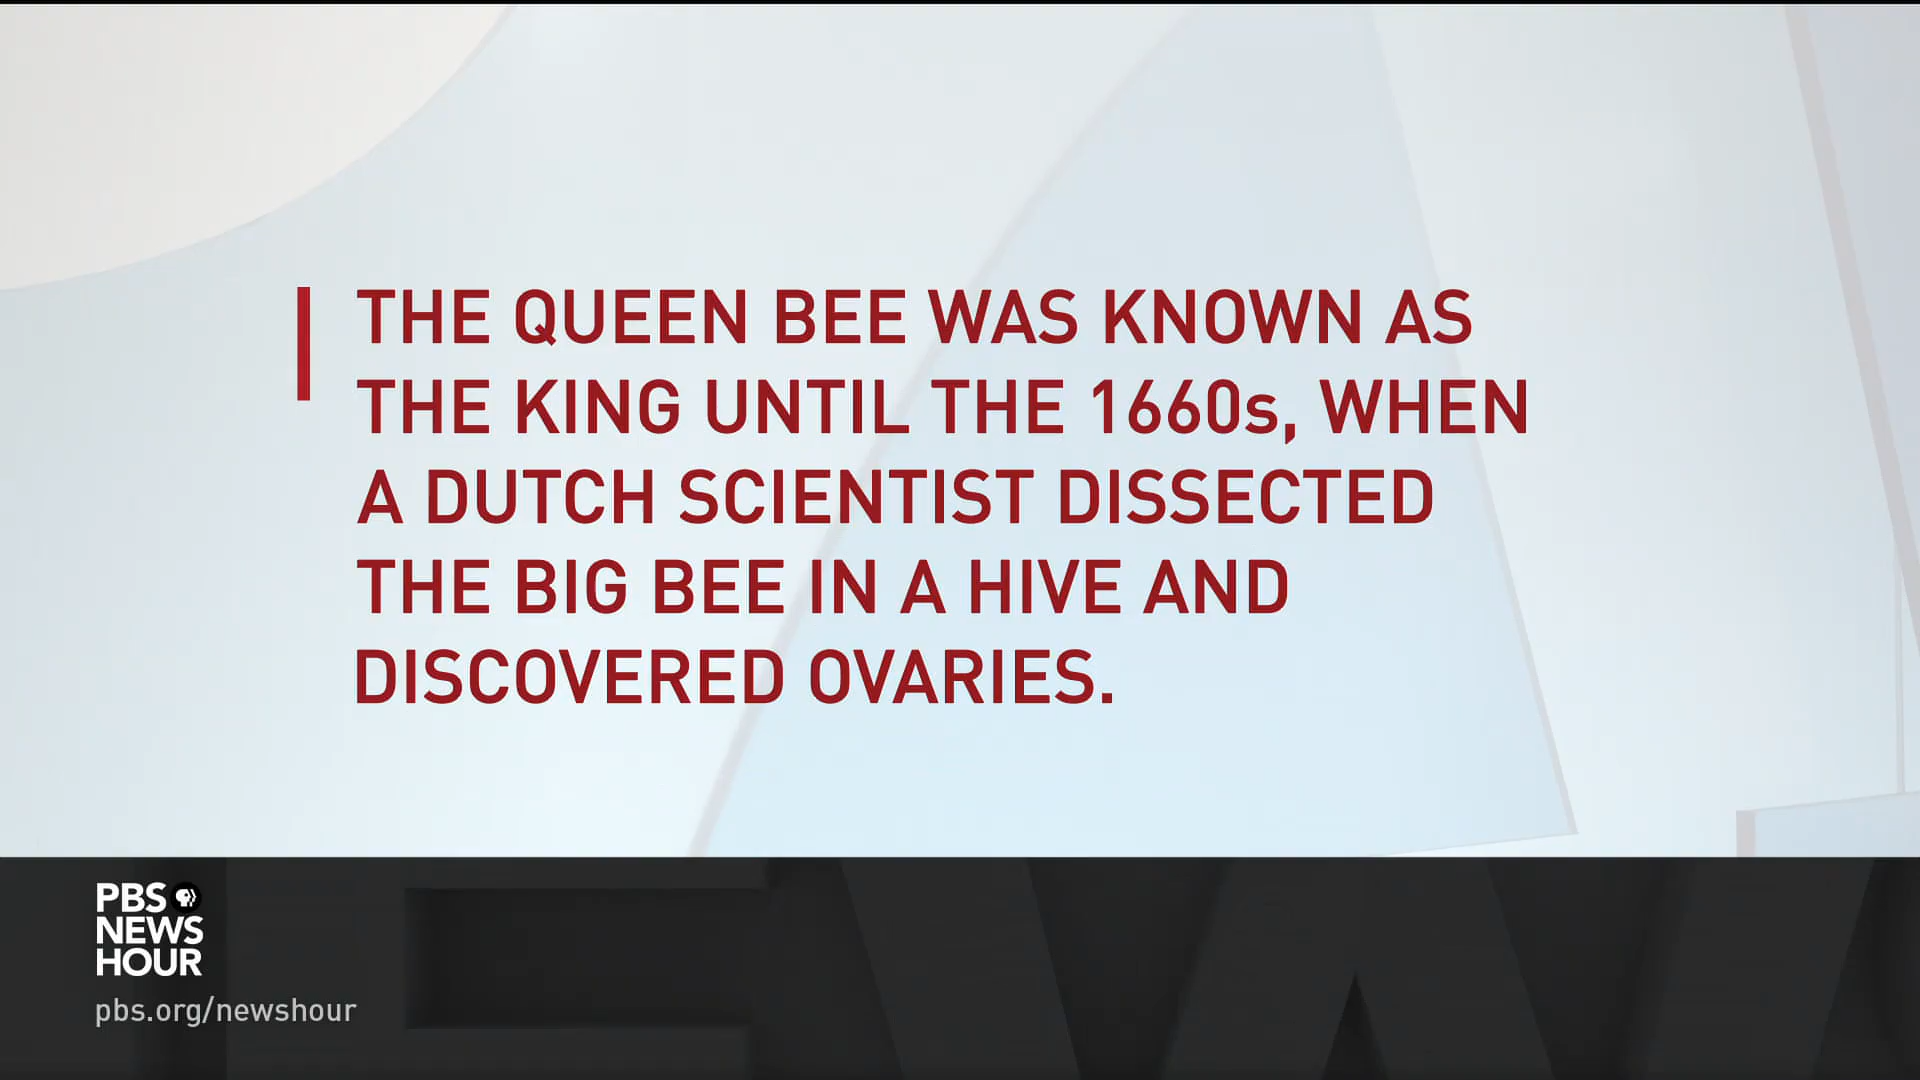 THE QUEEN BEE WAS KNOWN AS
THE KING UNTIL THE 1660s, WHEN
A DUTCH SCIENTIST DISSECTED
THE BIG BEE IN A HIVE AND
DISCOVERED OVARIES.
PBS
NEWS
HOUR
pbs.org/newshour